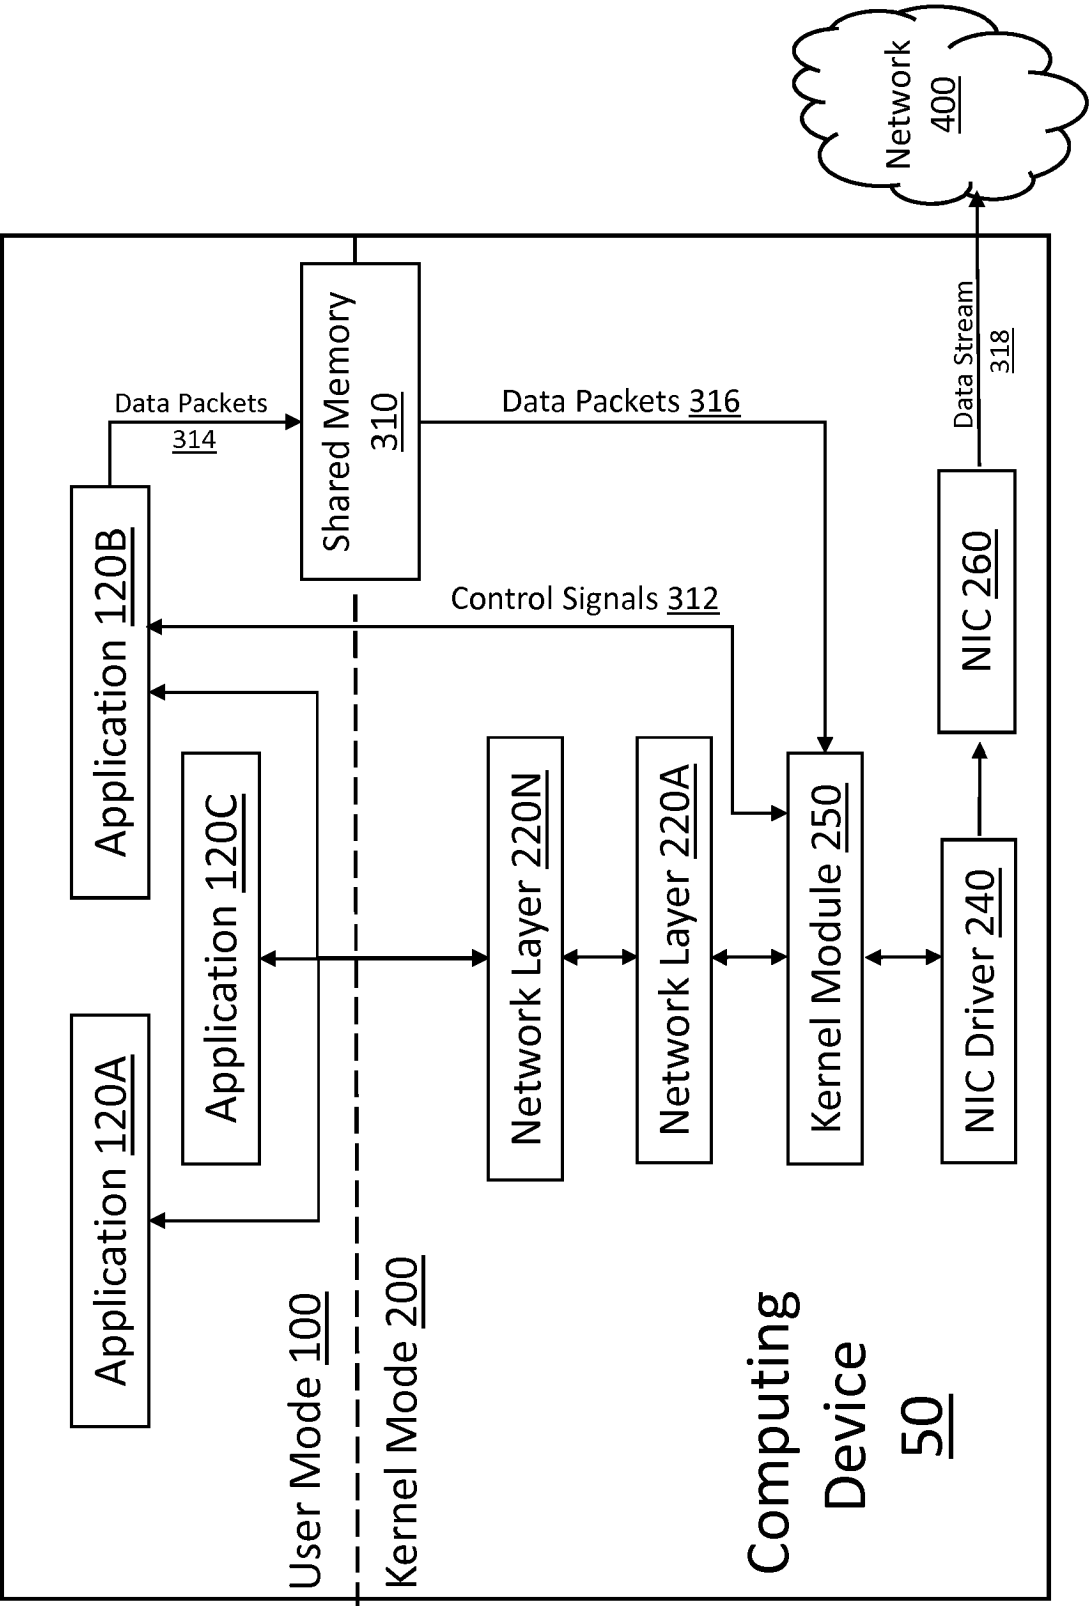 Application 120A
Application 120B
Application 120C
Data Packets
314
User Mode 100
Kernel Mode 200
Shared Memory
310
Control Signals 312
Data Packets 316
Network Layer 220N
Network Layer 220A
Kernel Module 250
NIC Driver 240
NIC 260
Data Stream
318
Network
400
Computing
Device
50